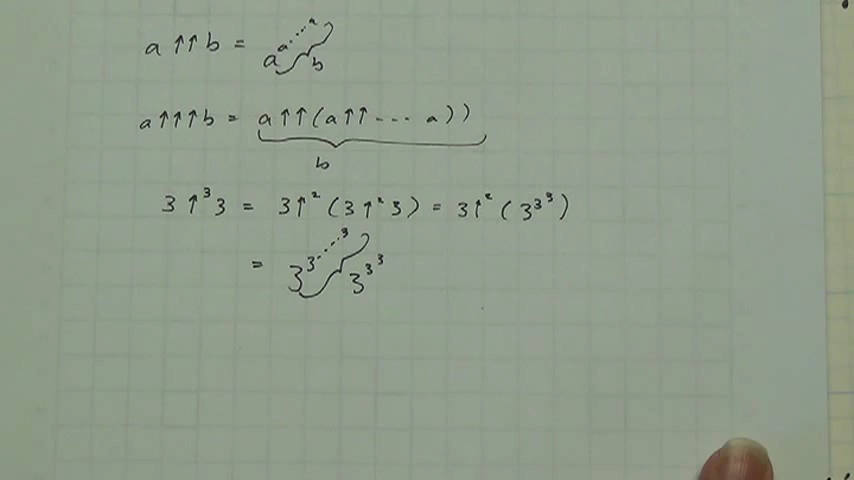 a ↑↑ b = a^{a^{⋰^{a}}} } b
a ↑↑↑ b = a ↑↑ (a ↑↑ ... a))
b
3 ↑³ 3 = 3 ↑² (3 ↑² 3) = 3 ↑² (3^{3^{3}})
= 3^{3^{⋰^{3}}} } 3^{3^{3}}